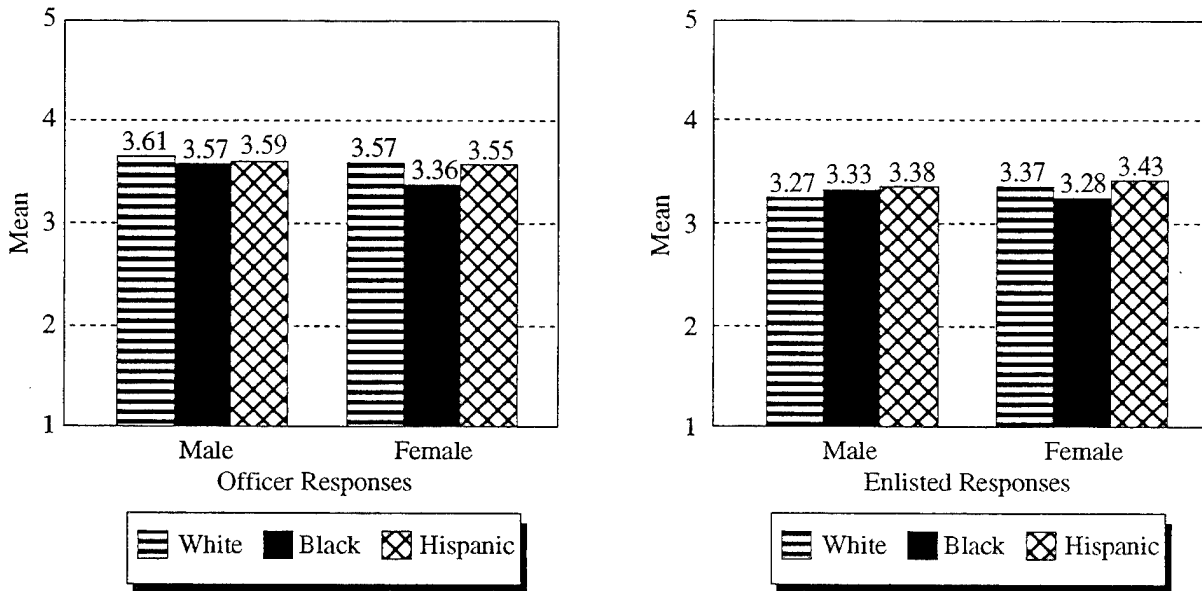 5
4
3
2
1
Mean
3.61
3.57
3.59
3.57
3.36
3.55
Male
Female
Officer Responses
White
Black
Hispanic
5
4
3
2
1
Mean
3.27
3.33
3.38
3.37
3.28
3.43
Male
Female
Enlisted Responses
White
Black
Hispanic